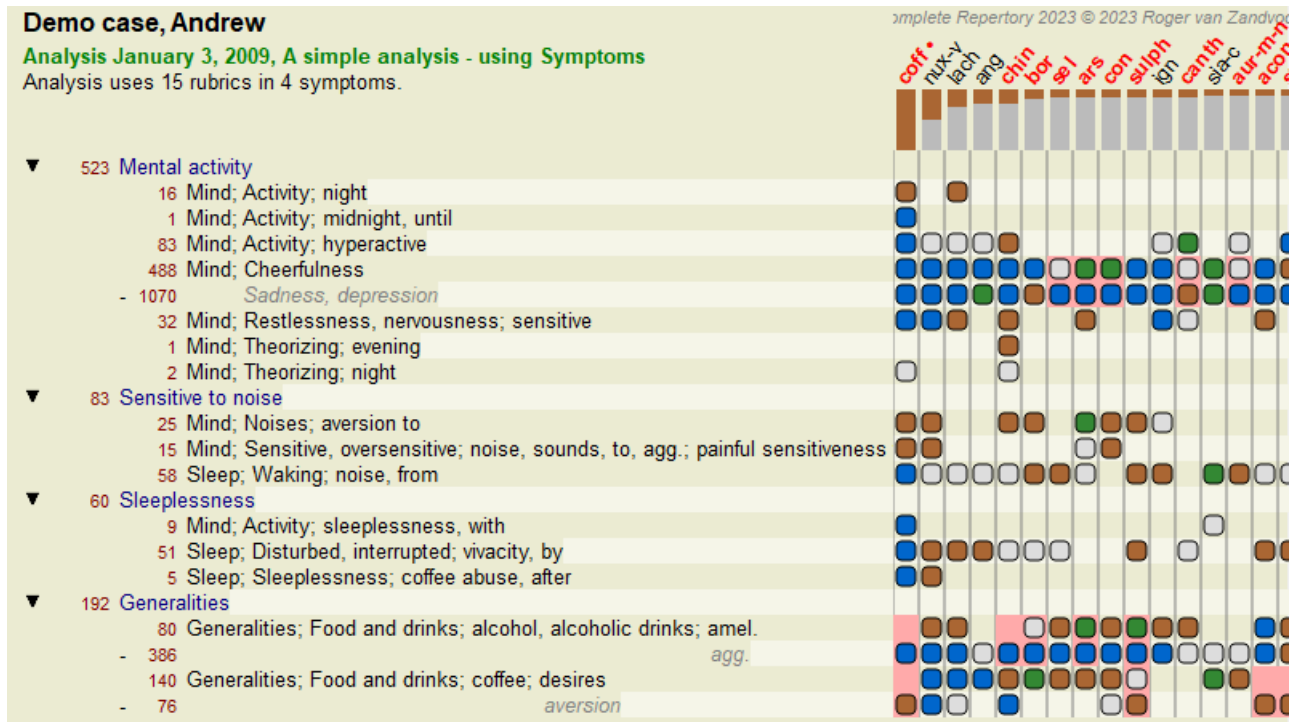 Demo case, Andrew
omplete Repertory 2023 © 2023 Roger van Zandvoo
Analysis January 3, 2009, A simple analysis - using Symptoms
Analysis uses 15 rubrics in 4 symptoms.
coff • nux-v lach ang chin bor sel ars con sulph ign canth sia-c aur-m-n acon
523 Mental activity
16 Mind; Activity; night
1 Mind; Activity; midnight, until
83 Mind; Activity; hyperactive
488 Mind; Cheerfulness
- 1070 Sadness, depression
32 Mind; Restlessness, nervousness; sensitive
1 Mind; Theorizing; evening
2 Mind; Theorizing; night
83 Sensitive to noise
25 Mind; Noises; aversion to
15 Mind; Sensitive, oversensitive; noise, sounds, to, agg.; painful sensitiveness
58 Sleep; Waking; noise, from
60 Sleeplessness
9 Mind; Activity; sleeplessness, with
51 Sleep; Disturbed, interrupted; vivacity, by
5 Sleep; Sleeplessness; coffee abuse, after
192 Generalities
80 Generalities; Food and drinks; alcohol, alcoholic drinks; amel.
- 386 agg.
140 Generalities; Food and drinks; coffee; desires
- 76 aversion